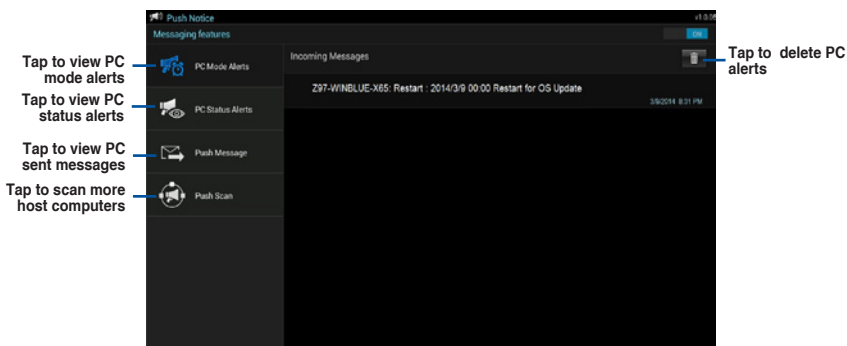 Push Notice
v1.0.05
Messaging features
ON
Tap to view PC
mode alerts
PC Mode Alerts
Incoming Messages
Tap to delete PC
alerts
Z97-WINBLUE-X65: Restart : 2014/3/9 00:00 Restart for OS Update
3/9/2014 8:31 PM
Tap to view PC
status alerts
PC Status Alerts
Tap to view PC
sent messages
Push Message
Tap to scan more
host computers
Push Scan